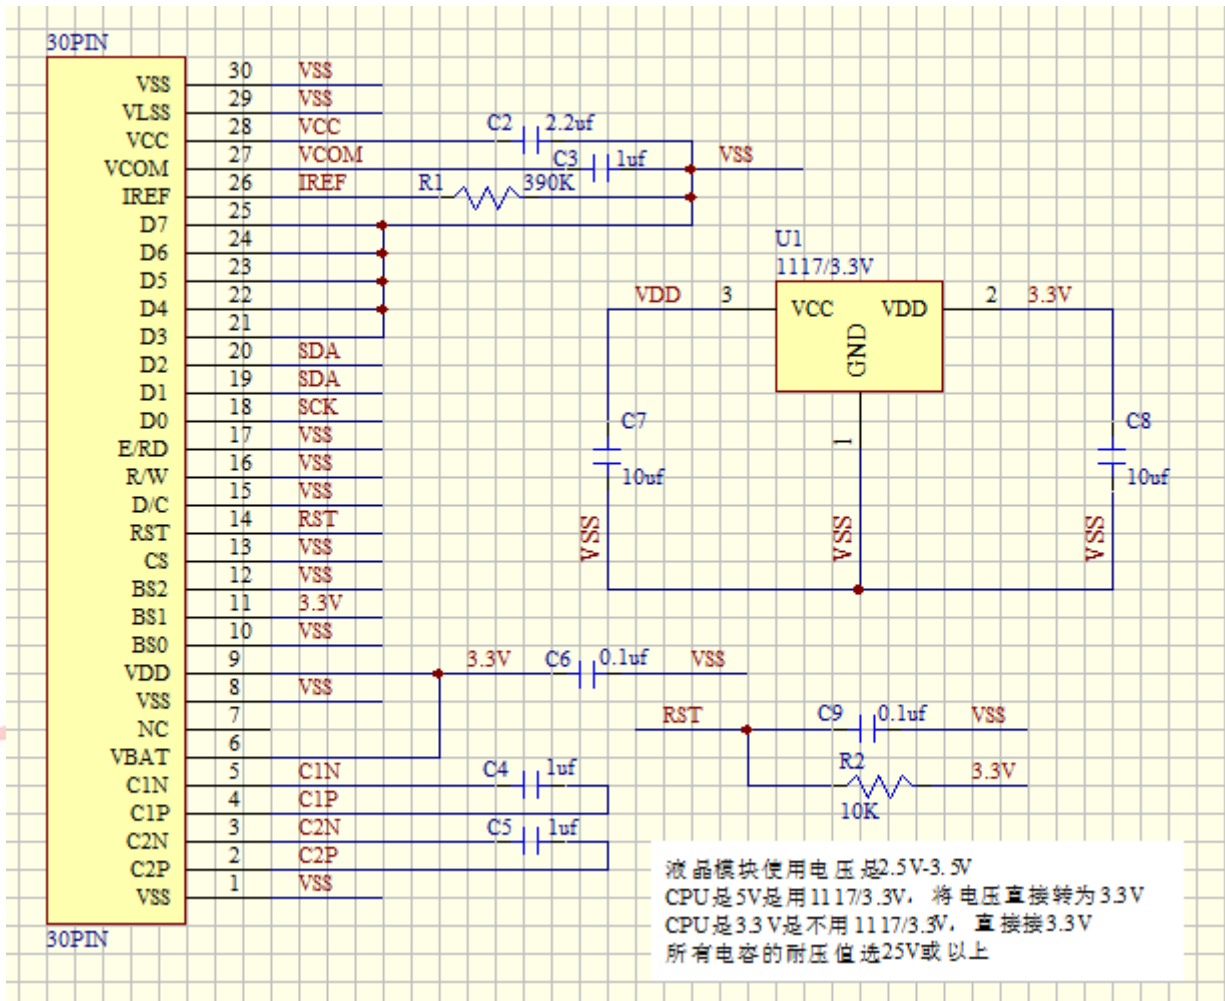 30PIN
VSS 30 VSS
VLSS 29 VSS
VCC 28 VCC C2 2.2uf
VCOM 27 VCOM C3 1uf VSS
IREF 26 IREF R1 390K
D7 25
D6 24
D5 23
D4 22
D3 21
D2 20 SDA
D1 19 SDA
D0 18 SCK
E/RD 17 VSS
R/W 16 VSS
D/C 15 VSS
RST 14 RST
CS 13 VSS
BS2 12 VSS
BS1 11 3.3V
BS0 10 VSS
VDD 9 3.3V C6 0.1uf VSS
VSS 8 VSS
NC 7
VBAT 6
C1N 5 C1N C4 1uf
C1P 4 C1P
C2N 3 C2N C5 1uf
C2P 2 C2P
VSS 1 VSS
30PIN
U1
1117/3.3V
VDD 3 VCC VDD 2 3.3V
GND
1
C7
10uf
C8
10uf
VSS VSS VSS
RST C9 0.1uf VSS
R2 3.3V
10K
液晶模块使用电压是2.5V-3.5V
CPU是5V是用1117/3.3V，将电压直接转为3.3V
CPU是3.3V是不用1117/3.3V，直接接3.3V
所有电容的耐压值选25V或以上